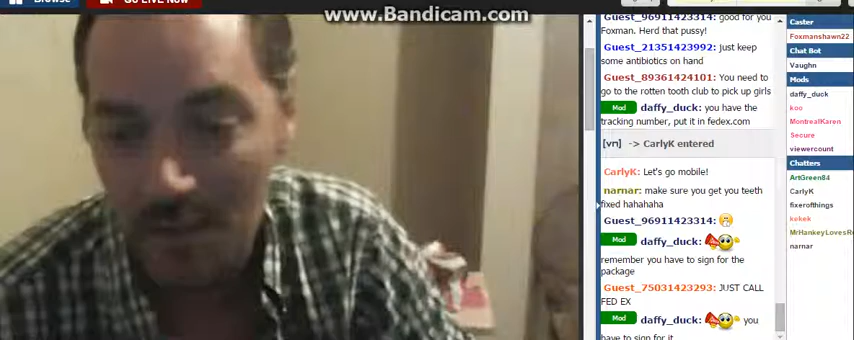 Browse
Go Live Now
www.Bandicam.com
Guest_96911423314: good for you
Foxman. Herd that pussy!
Guest_21351423992: just keep
some antibiotics on hand
Guest_89361424101: You need to
go to the rotten tooth club to pick up girls
Mod daffy_duck: you have the
tracking number, put it in fedex.com
[vn] -> CarlyK entered
CarlyK: Let's go mobile!
narnar: make sure you get you teeth
fixed hahahaha
Guest_96911423314:
Mod daffy_duck:
remember you have to sign for the
package
Guest_75031423293: JUST CALL
FED EX
Mod daffy_duck: you
have to sign for it
Caster
Foxmanshawn22
Chat Bot
Vaughn
Mods
daffy_duck
koo
MontrealKaren
Secure
viewercount
Chatters
ArtGreen84
CarlyK
fixerofthings
kekek
MrHankeyLovesR
narnar